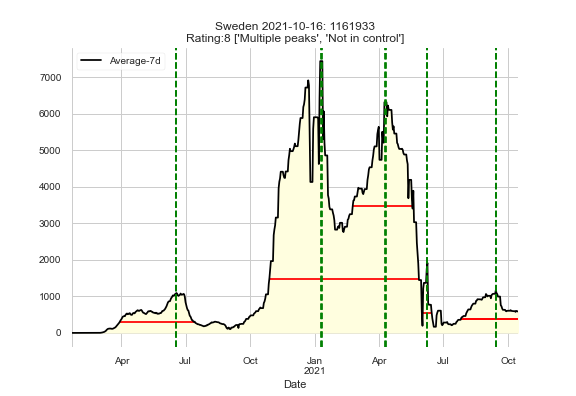 Sweden 2021-10-16: 1161933
Rating:8 ['Multiple peaks', 'Not in control']
Average-7d
7000
6000
5000
4000
3000
2000
1000
0
Apr Jul Oct Jan Apr Jul Oct
2021
Date